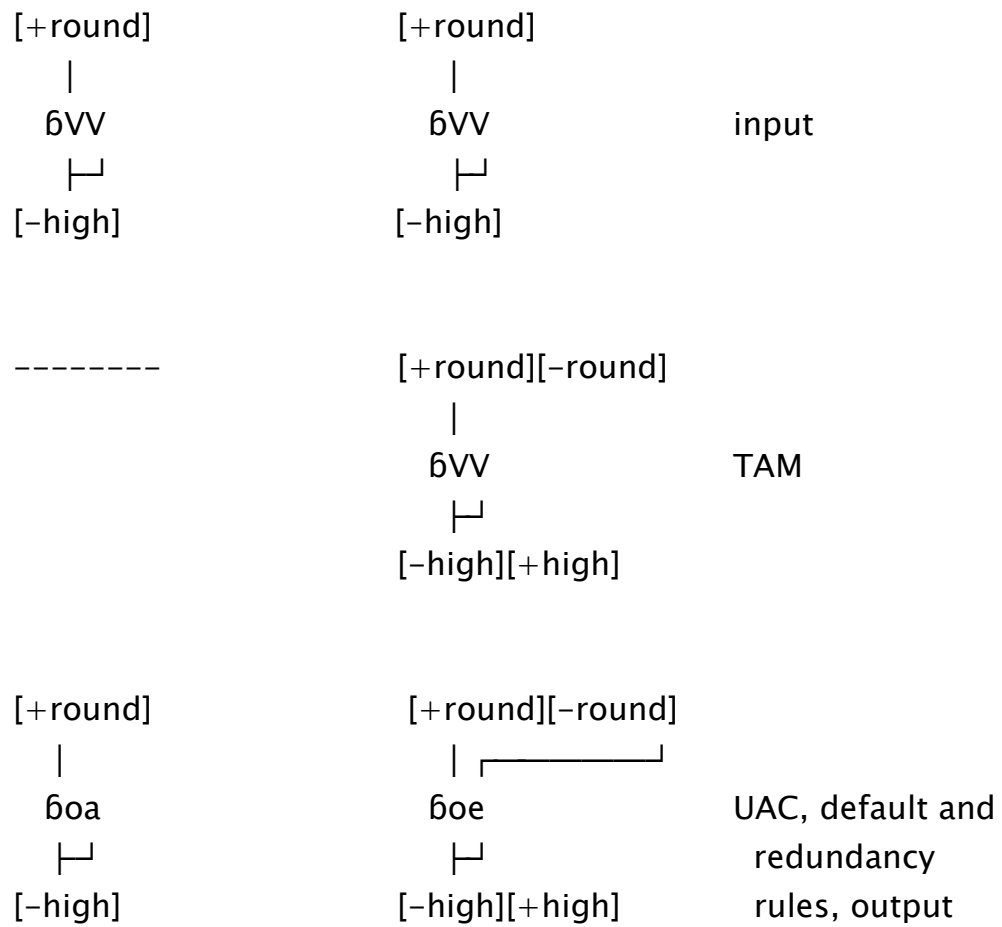 [+round] [+round]
| |
ɓVV ɓVV input
├┘ ├┘
[-high] [-high]
-------- [+round][-round]
|
ɓVV TAM
├┘
[-high][+high]
[+round] [+round][-round]
| | ┌─────┘
ɓoa ɓoe UAC, default and
├┘ ├┘ redundancy
[-high] [-high][+high] rules, output